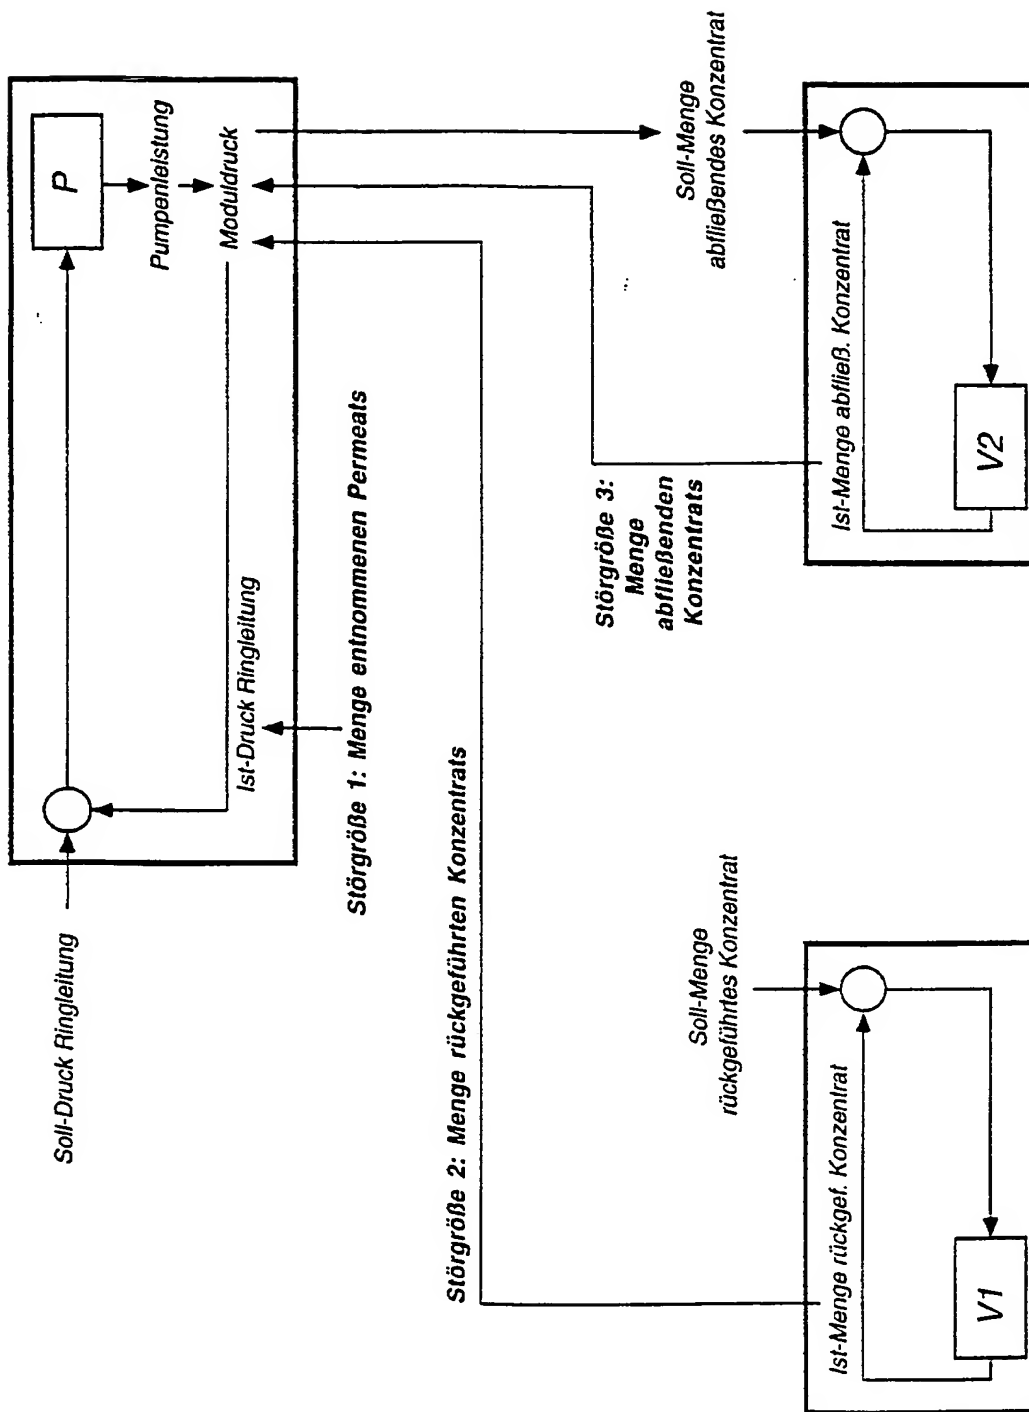 Soll-Druck Ringleitung
P
Pumpenleistung
Moduldruck
Ist-Druck Ringleitung
Störgröße 1: Menge entnommenen Permeats
Störgröße 2: Menge rückgeführten Konzentrats
Störgröße 3:
Menge
abfließenden
Konzentrats
Soll-Menge
rückgeführtes Konzentrat
Ist-Menge rückgef. Konzentrat
V1
Soll-Menge
abfließendes Konzentrat
Ist-Menge abfließ. Konzentrat
V2